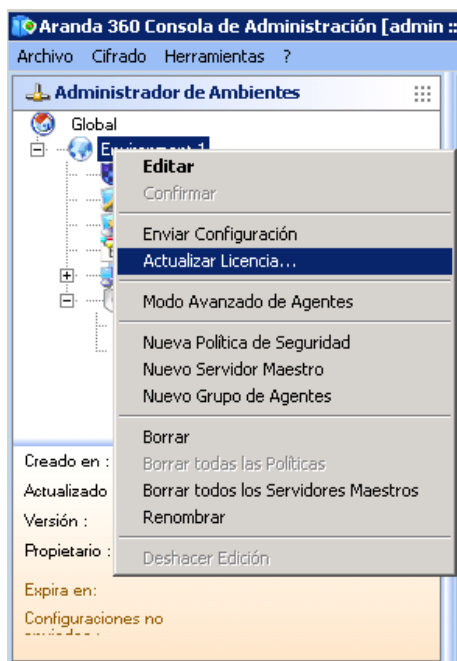 Aranda 360 Consola de Administración [admin ::
Archivo Cifrado Herramientas ?
Administrador de Ambientes
Global
Editar
Confirmar
Enviar Configuración
Actualizar Licencia...
Modo Avanzado de Agentes
Nueva Política de Seguridad
Nuevo Servidor Maestro
Nuevo Grupo de Agentes
Borrar
Creado en :
Borrar todas las Políticas
Actualizado
Borrar todos los Servidores Maestros
Versión :
Renombrar
Propietario :
Deshacer Edición
Expira en:
Configuraciones no